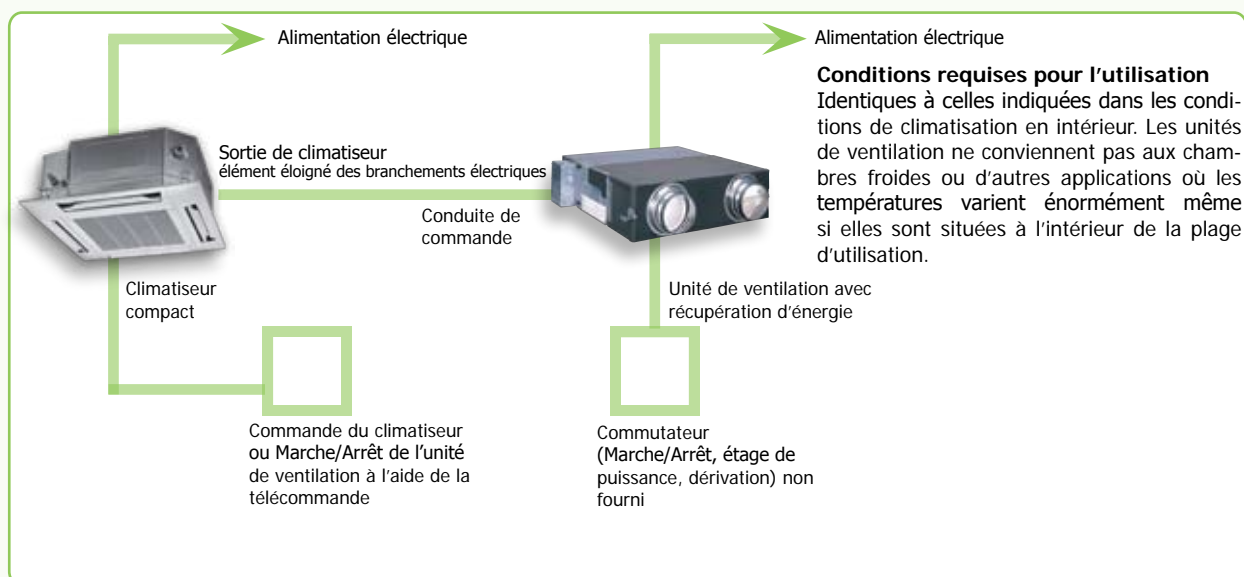 Alimentation électrique
Alimentation électrique
Conditions requises pour l'utilisation
Identiques à celles indiquées dans les condi-
tions de climatisation en intérieur. Les unités
de ventilation ne conviennent pas aux cham-
bres froides ou d'autres applications où les
températures varient énormément même
si elles sont situées à l'intérieur de la plage
d'utilisation.
Sortie de climatiseur
élément éloigné des branchements électriques
Conduite de
commande
Climatiseur
compact
Unité de ventilation avec
récupération d'énergie
Commande du climatiseur
ou Marche/Arrêt de l'unité
de ventilation à l'aide de la
télécommande
Commutateur
(Marche/Arrêt, étage de
puissance, dérivation) non
fourni